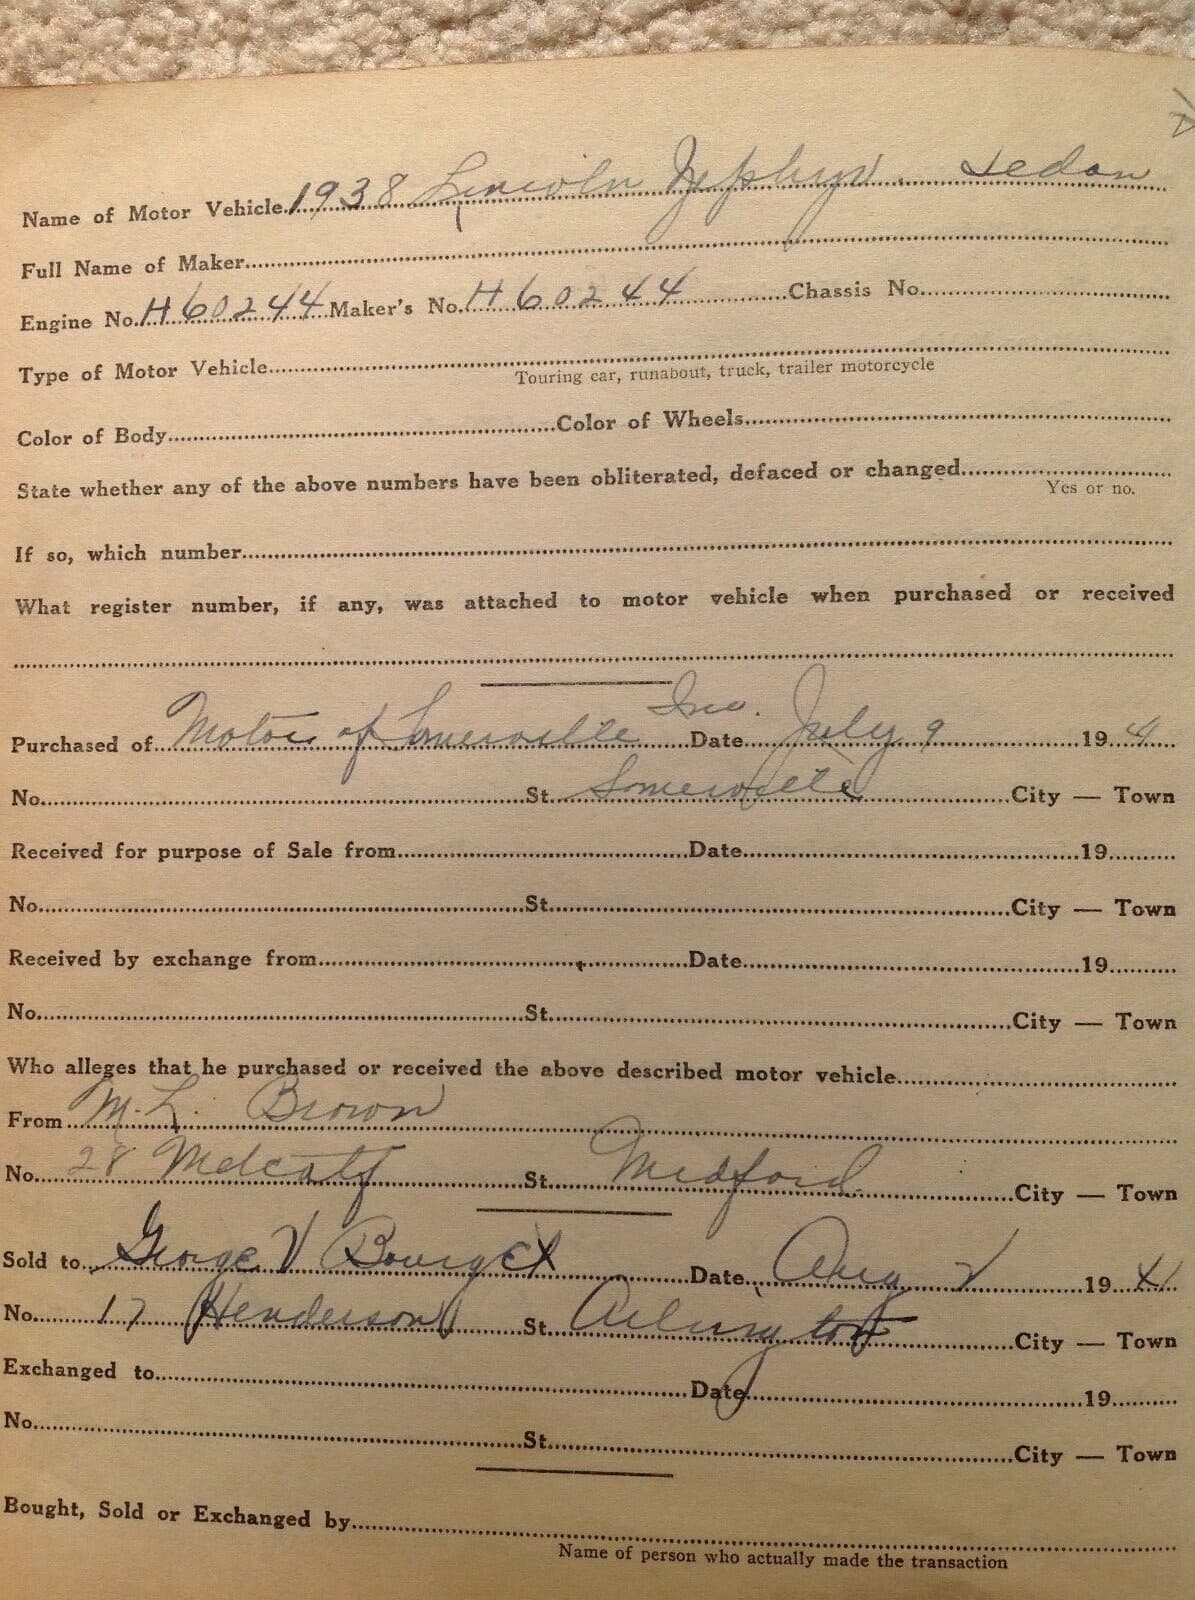 Name of Motor Vehicle 1938 Lincoln Zephyr. Sedan
Full Name of Maker
Engine No. H60244 Maker's No. H60244 Chassis No.
Type of Motor Vehicle
Touring car, runabout, truck, trailer motorcycle
Color of Body Color of Wheels
State whether any of the above numbers have been obliterated, defaced or changed
Yes or no.
If so, which number
What register number, if any, was attached to motor vehicle when purchased or received
Purchased of Motors of Somerville Inc. Date July 9 1941
No. St. Somerville City — Town
Received for purpose of Sale from Date 19
No. St. City — Town
Received by exchange from Date 19
No. St. City — Town
Who alleges that he purchased or received the above described motor vehicle
From M. L. Brown
No. 28 Metcalf St. Medford. City — Town
Sold to George V Date Aug 1941
No. 17 Henderson St. Arlington City — Town
Exchanged to Date 19
No. St. City — Town
Bought, Sold or Exchanged by
Name of person who actually made the transaction